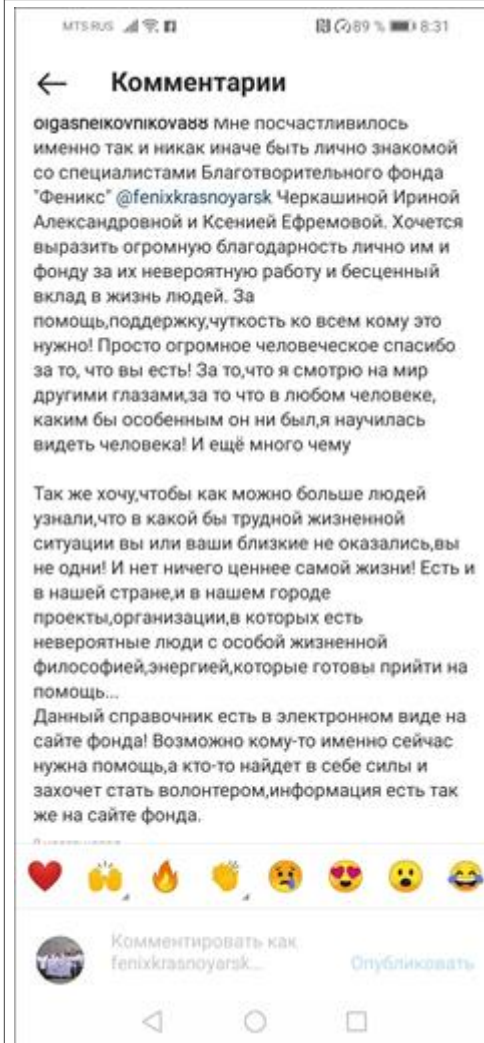 MTS RUS 89 % 8:31
Комментарии
olgasnelkovnikova88 Мне посчастливилось
именно так и никак иначе быть лично знакомой
со специалистами Благотворительного фонда
"Феникс" @fenixkrasnoyarsk Черкашиной Ириной
Александровной и Ксенией Ефремовой. Хочется
выразить огромную благодарность лично им и
фонду за их невероятную работу и бесценный
вклад в жизнь людей. За
помощь,поддержку,чуткость ко всем кому это
нужно! Просто огромное человеческое спасибо
за то, что вы есть! За то,что я смотрю на мир
другими глазами,за то что в любом человеке,
каким бы особенным он ни был,я научилась
видеть человека! И ещё много чему
Так же хочу,чтобы как можно больше людей
узнали,что в какой бы трудной жизненной
ситуации вы или ваши близкие не оказались,вы
не одни! И нет ничего ценнее самой жизни! Есть и
в нашей стране,и в нашем городе
проекты,организации,в которых есть
невероятные люди с особой жизненной
философией,энергией,которые готовы прийти на
помощь...
Данный справочник есть в электронном виде на
сайте фонда! Возможно кому-то именно сейчас
нужна помощь,а кто-то найдет в себе силы и
захочет стать волонтером,информация есть так
же на сайте фонда.
Комментировать как
fenixkrasnoyarsk... Опубликовать